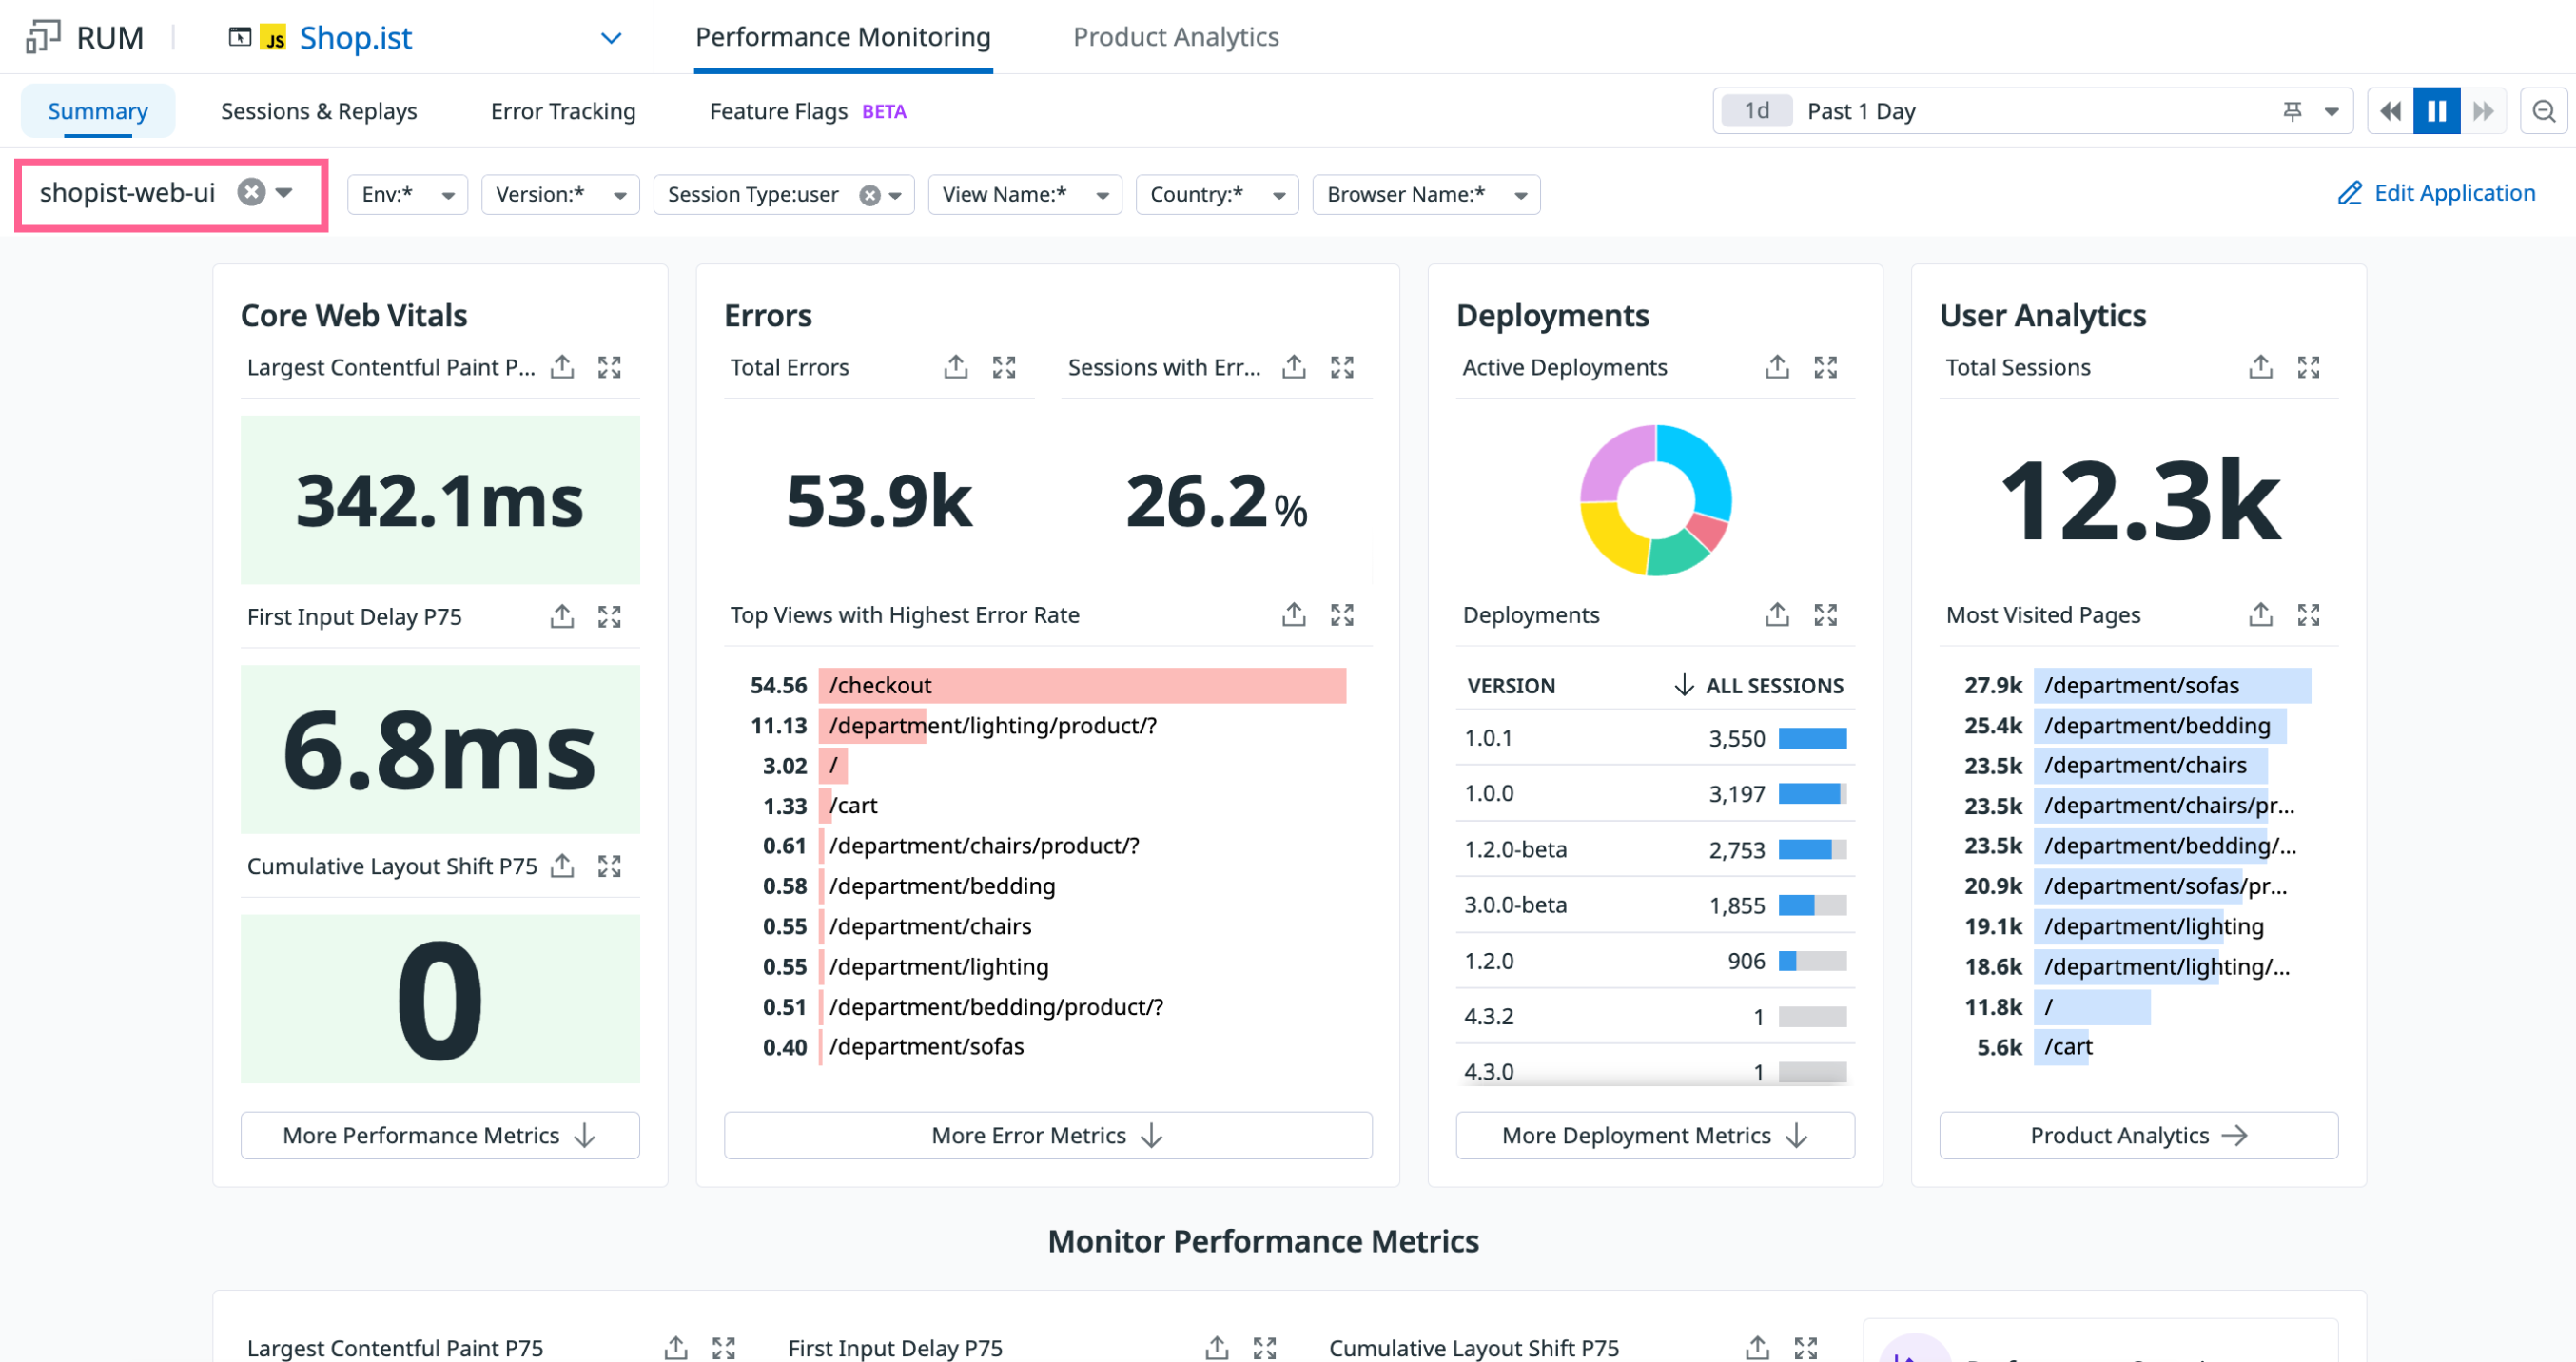 RUM
JS Shop.ist
Performance Monitoring
Product Analytics
Summary
Sessions & Replays
Error Tracking
Feature Flags BETA
1d Past 1 Day
shopist-web-ui
Env:*
Version:*
Session Type:user
View Name:*
Country:*
Browser Name:*
Edit Application
Core Web Vitals
Largest Contentful Paint P...
342.1ms
First Input Delay P75
6.8ms
Cumulative Layout Shift P75
0
More Performance Metrics
Errors
Total Errors
53.9k
Sessions with Err...
26.2%
Top Views with Highest Error Rate
54.56 /checkout
11.13 /department/lighting/product/?
3.02 /
1.33 /cart
0.61 /department/chairs/product/?
0.58 /department/bedding
0.55 /department/chairs
0.55 /department/lighting
0.51 /department/bedding/product/?
0.40 /department/sofas
More Error Metrics
Deployments
Active Deployments
Deployments
VERSION ALL SESSIONS
1.0.1 3,550
1.0.0 3,197
1.2.0-beta 2,753
3.0.0-beta 1,855
1.2.0 906
4.3.2 1
4.3.0 1
More Deployment Metrics
User Analytics
Total Sessions
12.3k
Most Visited Pages
27.9k /department/sofas
25.4k /department/bedding
23.5k /department/chairs
23.5k /department/chairs/pr...
23.5k /department/bedding/...
20.9k /department/sofas/pr...
19.1k /department/lighting
18.6k /department/lighting/...
11.8k /
5.6k /cart
Product Analytics
Monitor Performance Metrics
Largest Contentful Paint P75
First Input Delay P75
Cumulative Layout Shift P75